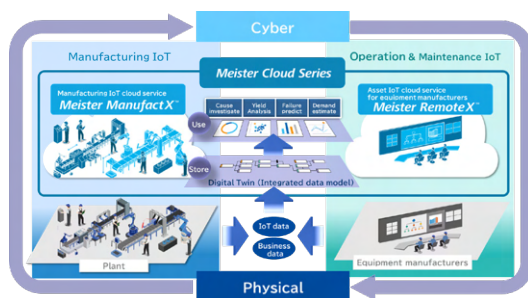 Cyber
Manufacturing IoT
Operation & Maintenance IoT
Meister Cloud Series
Manufacturing IoT cloud service
Meister ManufactX™
Cause
investigate
Yield
Analysis
Failure
predict
Demand
estimate
Asset IoT cloud service
for equipment manufacturers
Meister RemoteX™
Use
Store
Digital Twin (Integrated data model)
IoT data
Business
data
Plant
Equipment manufacturers
Physical